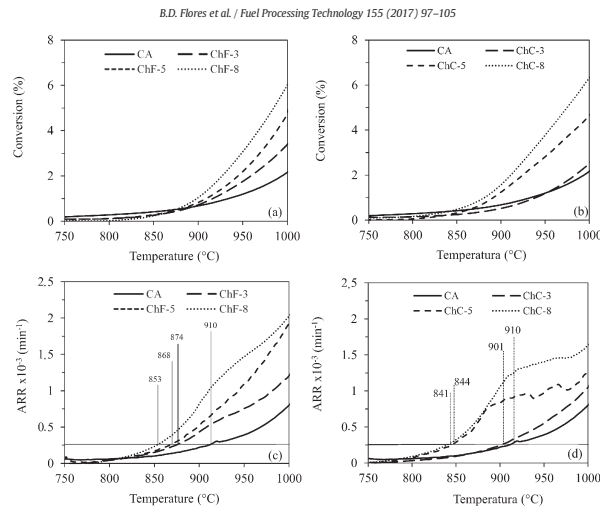 B.D. Flores et al. / Fuel Processing Technology 155 (2017) 97–105
8
6
4
2
0
Conversion (%)
CA
ChF-3
ChF-5
ChF-8
(a)
750
800
850
900
950
1000
Temperature (°C)
8
6
4
2
0
Conversion (%)
CA
ChC-3
ChC-5
ChC-8
(b)
750
800
850
900
950
1000
Temperatura (°C)
2,5
2
1,5
1
0,5
0
ARR x10⁻³ (min⁻¹)
CA
ChF-3
ChF-5
ChF-8
910
874
868
853
(c)
750
800
850
900
950
1000
Temperature (°C)
2,5
2
1,5
1
0,5
0
ARR x10⁻³ (min⁻¹)
CA
ChC-3
ChC-5
ChC-8
910
901
844
841
(d)
750
800
850
900
950
1000
Temperatura (°C)